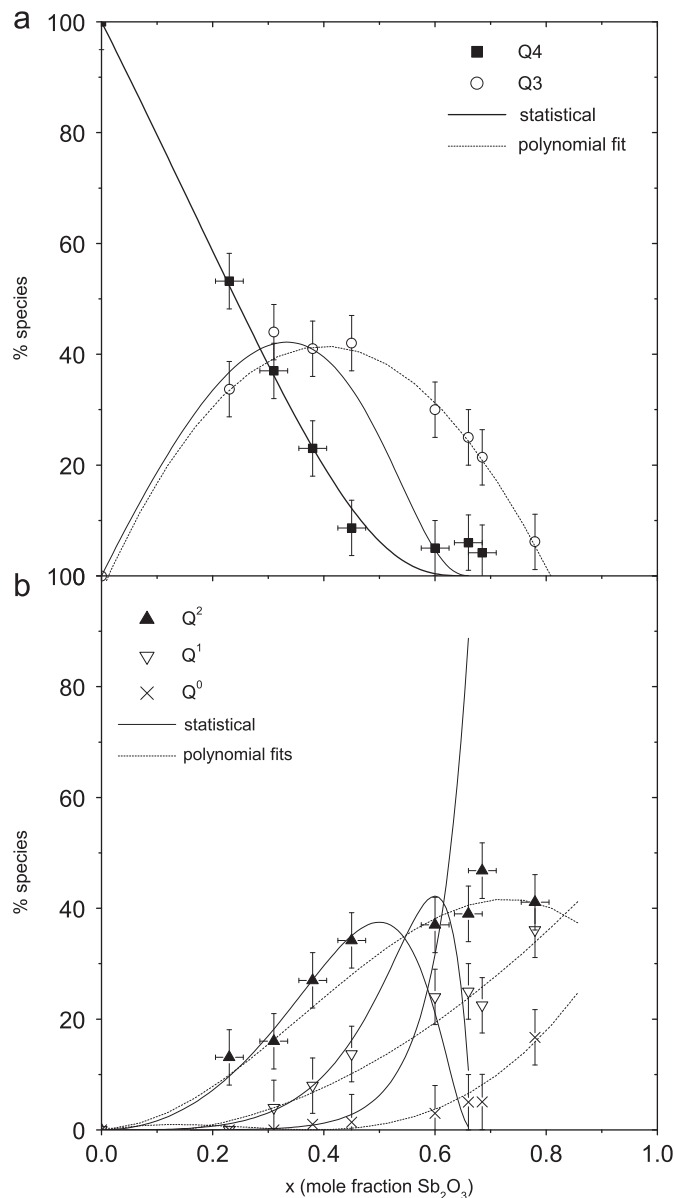 a
100
80
60
40
20
% species
Q4
Q3
statistical
polynomial fit
b
100
80
60
40
20
0
% species
Q²
Q¹
Q⁰
statistical
polynomial fits
0.0 0.2 0.4 0.6 0.8 1.0
x (mole fraction Sb₂O₃)